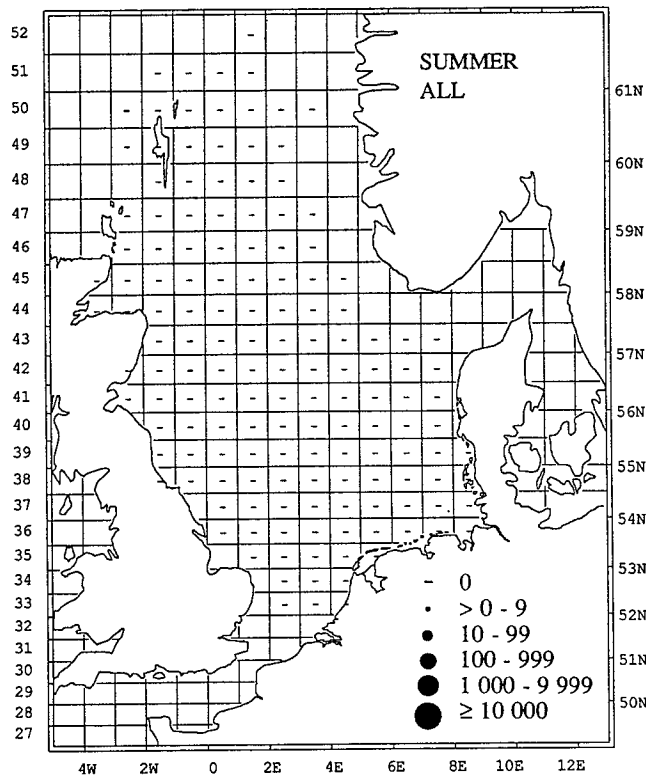 SUMMER
ALL
52
51
50
49
48
47
46
45
44
43
42
41
40
39
38
37
36
35
34
33
32
31
30
29
28
27
61N
60N
59N
58N
57N
56N
55N
54N
53N
52N
51N
50N
- 0
> 0 - 9
10 - 99
100 - 999
1 000 - 9 999
≥ 10 000
4W 2W 0 2E 4E 6E 8E 10E 12E